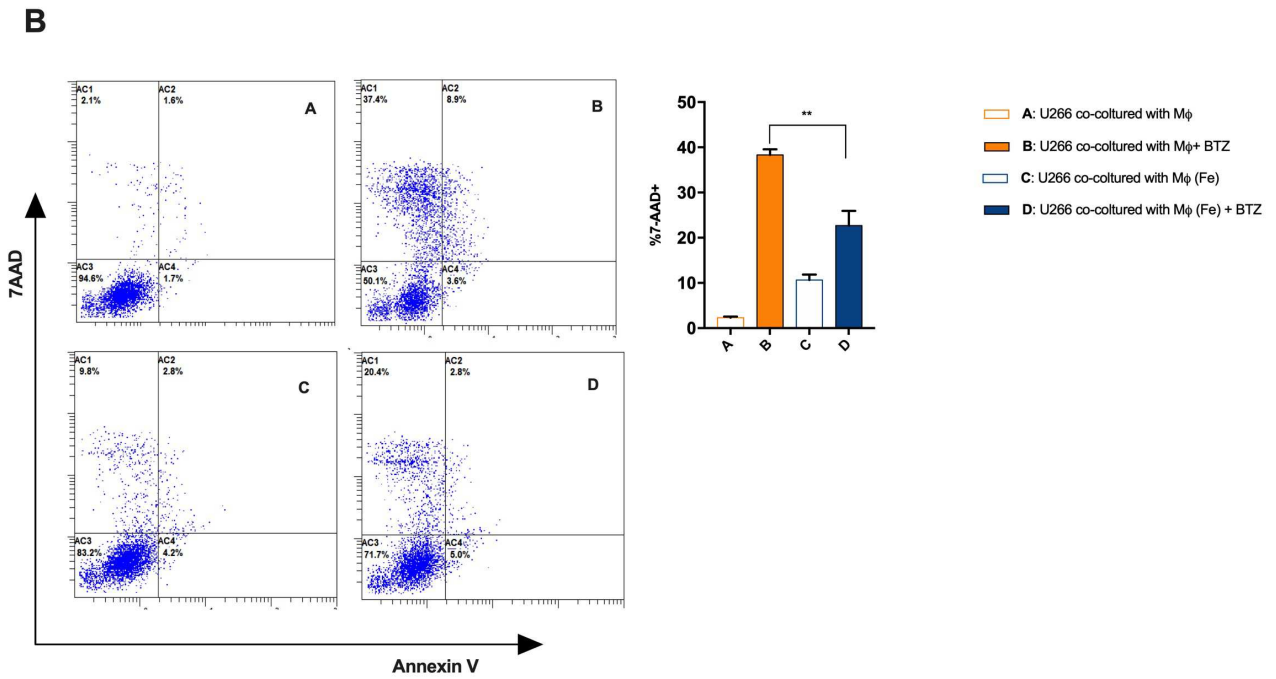 B
AC1
2.1%
AC2
1.6%
A
AC3
94.6%
AC4
1.7%
AC1
37.4%
AC2
8.9%
B
AC3
50.1%
AC4
3.6%
AC1
9.8%
AC2
2.8%
C
AC3
83.2%
AC4
4.2%
AC1
20.4%
AC2
2.8%
D
AC3
71.7%
AC4
5.0%
7AAD
Annexin V
%7-AAD+
50
40
30
20
10
0
**
A
B
C
D
A: U266 co-coltured with Mϕ
B: U266 co-coltured with Mϕ+ BTZ
C: U266 co-coltured with Mϕ (Fe)
D: U266 co-coltured with Mϕ (Fe) + BTZ